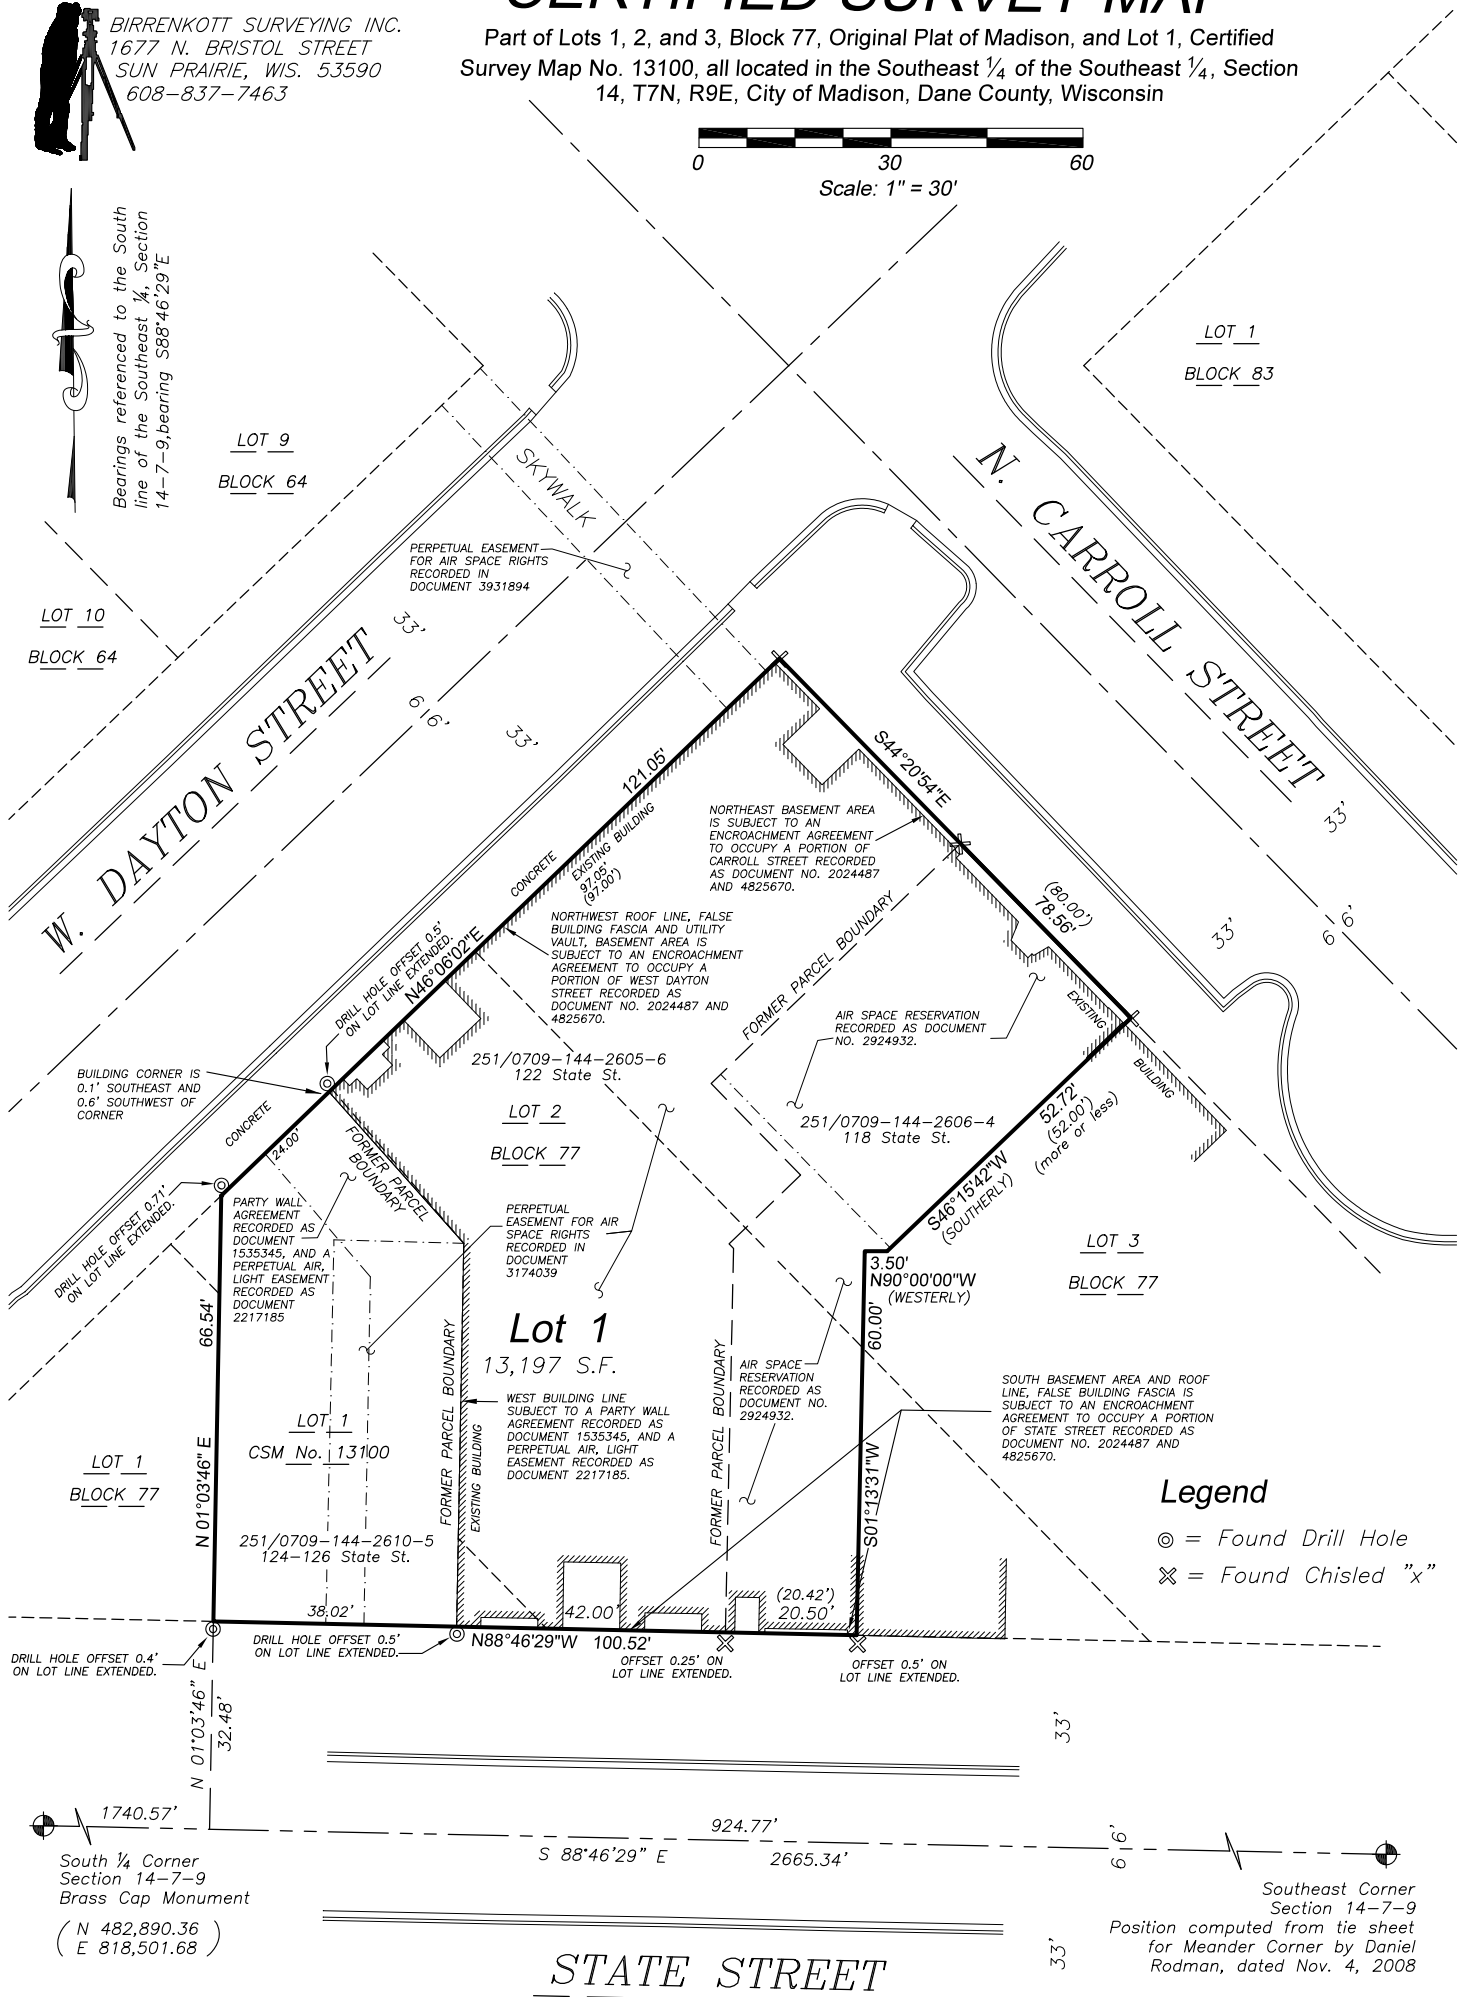 CERTIFIED SURVEY MAP
BIRRENKOTT SURVEYING INC.
1677 N. BRISTOL STREET
SUN PRAIRIE, WIS. 53590
608-837-7463
Part of Lots 1, 2, and 3, Block 77, Original Plat of Madison, and Lot 1, Certified
Survey Map No. 13100, all located in the Southeast ¼ of the Southeast ¼, Section
14, T7N, R9E, City of Madison, Dane County, Wisconsin
0 30 60
Scale: 1" = 30'
Bearings referenced to the South
line of the Southeast ¼, Section
14-7-9,bearing S88°46'29"E
LOT 1
BLOCK 83
LOT 9
BLOCK 64
LOT 10
BLOCK 64
SKYWALK
PERPETUAL EASEMENT
FOR AIR SPACE RIGHTS
RECORDED IN
DOCUMENT 3931894
N. CARROLL STREET
33'
33'
66'
W. DAYTON STREET
33'
66'
33'
121.05'
CONCRETE
EXISTING BUILDING
97.05'
(97.00')
N46°06'02"E
S44°20'54"E
(80.00')
78.56'
NORTHEAST BASEMENT AREA
IS SUBJECT TO AN
ENCROACHMENT AGREEMENT
TO OCCUPY A PORTION OF
CARROLL STREET RECORDED
AS DOCUMENT NO. 2024487
AND 4825670.
NORTHWEST ROOF LINE, FALSE
BUILDING FASCIA AND UTILITY
VAULT, BASEMENT AREA IS
SUBJECT TO AN ENCROACHMENT
AGREEMENT TO OCCUPY A
PORTION OF WEST DAYTON
STREET RECORDED AS
DOCUMENT NO. 2024487 AND
4825670.
DRILL HOLE OFFSET 0.5'
ON LOT LINE EXTENDED.
FORMER PARCEL BOUNDARY
AIR SPACE RESERVATION
RECORDED AS DOCUMENT
NO. 2924932.
EXISTING
BUILDING
BUILDING CORNER IS
0.1' SOUTHEAST AND
0.6' SOUTHWEST OF
CORNER
CONCRETE
24.00'
251/0709-144-2605-6
122 State St.
LOT 2
BLOCK 77
251/0709-144-2606-4
118 State St.
52.72'
(52.00')
(more or less)
S46°15'42"W
(SOUTHERLY)
FORMER PARCEL
BOUNDARY
DRILL HOLE OFFSET 0.71'
ON LOT LINE EXTENDED.
PARTY WALL
AGREEMENT
RECORDED AS
DOCUMENT
1535345, AND A
PERPETUAL AIR,
LIGHT EASEMENT
RECORDED AS
DOCUMENT
2217185
PERPETUAL
EASEMENT FOR AIR
SPACE RIGHTS
RECORDED IN
DOCUMENT
3174039
LOT 3
BLOCK 77
3.50'
N90°00'00"W
(WESTERLY)
60.00'
S01°13'31"W
66.54'
N 01°03'46" E
Lot 1
13,197 S.F.
FORMER PARCEL BOUNDARY
EXISTING BUILDING
WEST BUILDING LINE
SUBJECT TO A PARTY WALL
AGREEMENT RECORDED AS
DOCUMENT 1535345, AND A
PERPETUAL AIR, LIGHT
EASEMENT RECORDED AS
DOCUMENT 2217185.
FORMER PARCEL BOUNDARY
AIR SPACE
RESERVATION
RECORDED AS
DOCUMENT NO.
2924932.
SOUTH BASEMENT AREA AND ROOF
LINE, FALSE BUILDING FASCIA IS
SUBJECT TO AN ENCROACHMENT
AGREEMENT TO OCCUPY A PORTION
OF STATE STREET RECORDED AS
DOCUMENT NO. 2024487 AND
4825670.
LOT 1
CSM No. 13100
LOT 1
BLOCK 77
251/0709-144-2610-5
124-126 State St.
Legend
= Found Drill Hole
= Found Chisled "x"
38.02'
42.00'
(20.42')
20.50'
N88°46'29"W 100.52'
DRILL HOLE OFFSET 0.4'
ON LOT LINE EXTENDED.
DRILL HOLE OFFSET 0.5'
ON LOT LINE EXTENDED.
OFFSET 0.25' ON
LOT LINE EXTENDED.
OFFSET 0.5' ON
LOT LINE EXTENDED.
N 01°03'46" E
32.48'
33'
1740.57'
924.77'
S 88°46'29" E 2665.34'
66'
South ¼ Corner
Section 14-7-9
Brass Cap Monument
( N 482,890.36
E 818,501.68 )
Southeast Corner
Section 14-7-9
Position computed from tie sheet
for Meander Corner by Daniel
Rodman, dated Nov. 4, 2008
33'
STATE STREET